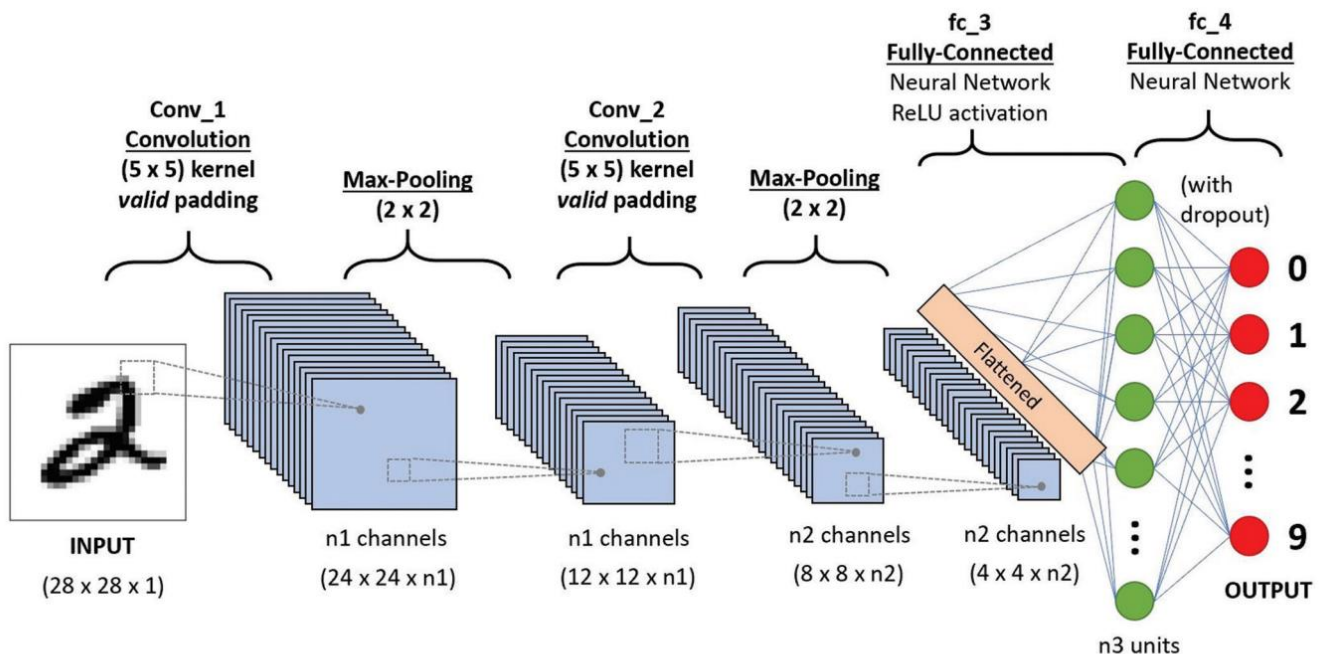 fc_3
Fully-Connected
Neural Network
ReLU activation
fc_4
Fully-Connected
Neural Network
Conv_1
Convolution
(5 x 5) kernel
valid padding
Max-Pooling
(2 x 2)
Conv_2
Convolution
(5 x 5) kernel
valid padding
Max-Pooling
(2 x 2)
(with
dropout)
INPUT
(28 x 28 x 1)
n1 channels
(24 x 24 x n1)
n1 channels
(12 x 12 x n1)
n2 channels
(8 x 8 x n2)
n2 channels
(4 x 4 x n2)
Flattened
n3 units
0
1
2
9
OUTPUT
2